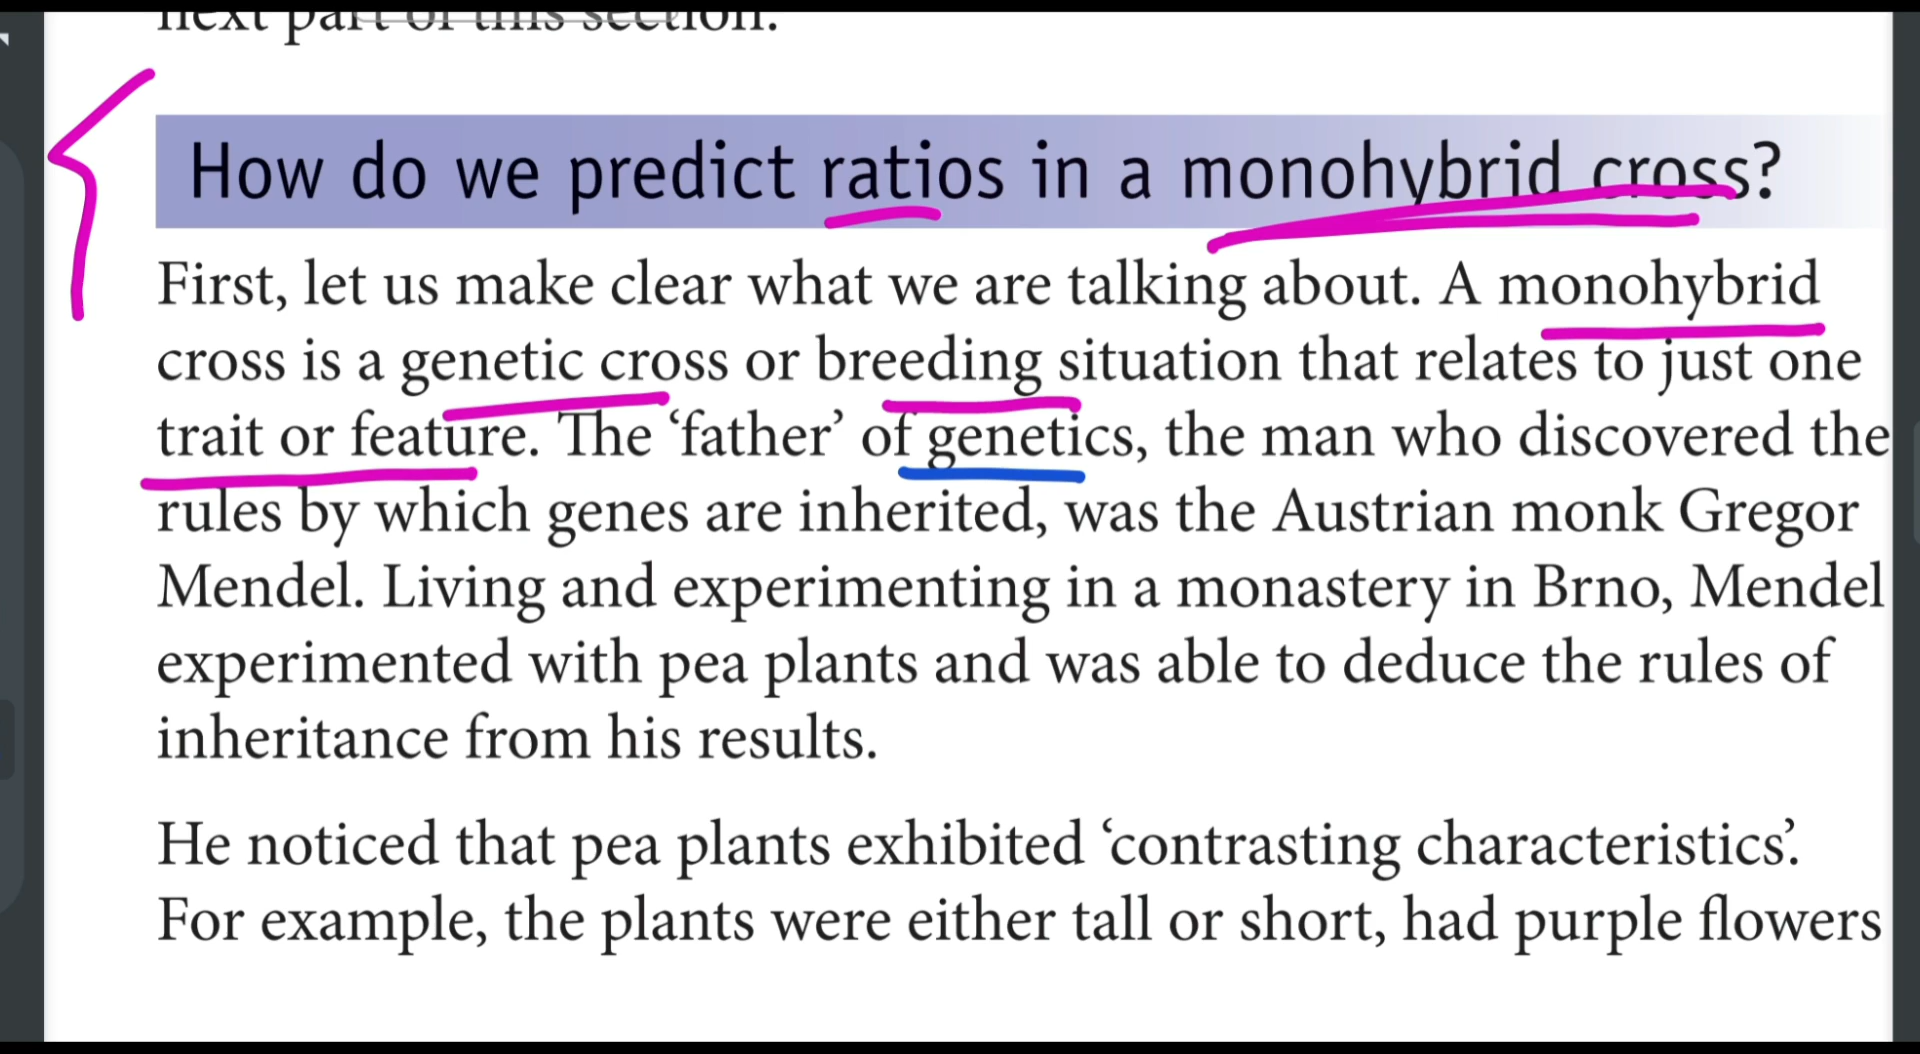 next part of this section.
How do we predict ratios in a monohybrid cross?
First, let us make clear what we are talking about. A monohybrid
cross is a genetic cross or breeding situation that relates to just one
trait or feature. The ‘father’ of genetics, the man who discovered the
rules by which genes are inherited, was the Austrian monk Gregor
Mendel. Living and experimenting in a monastery in Brno, Mendel
experimented with pea plants and was able to deduce the rules of
inheritance from his results.
He noticed that pea plants exhibited ‘contrasting characteristics’.
For example, the plants were either tall or short, had purple flowers